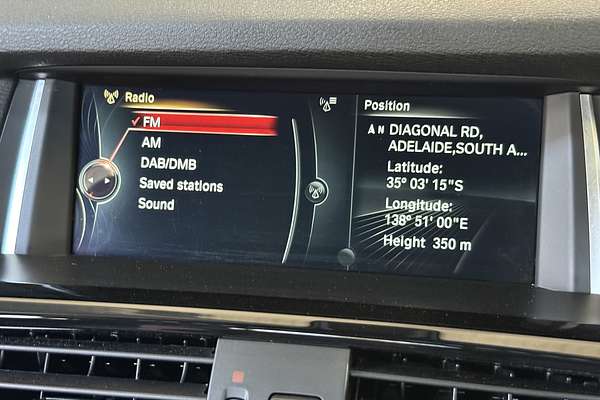 Radio
FM
AM
DAB/DMB
Saved stations
Sound
Position
N DIAGONAL RD,
ADELAIDE,SOUTH A...
Latitude:
35° 03' 15"S
Longitude:
138° 51' 00"E
Height 350 m